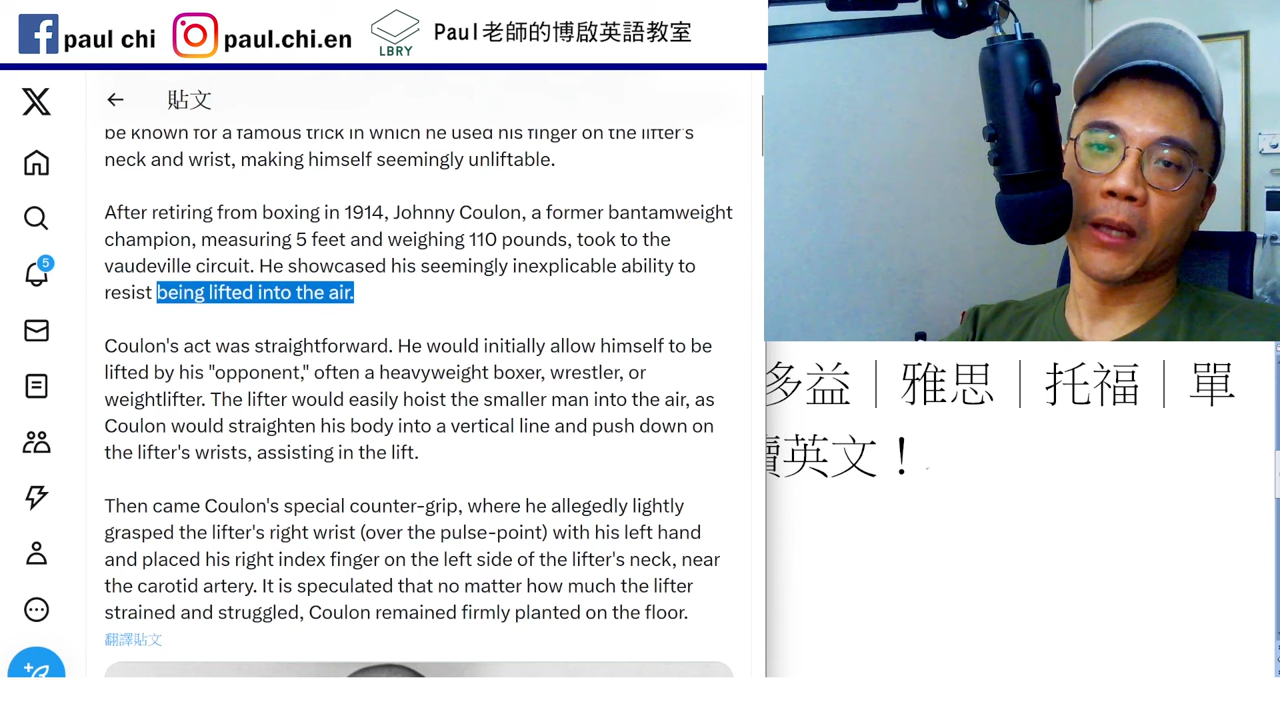 paul chi
paul.chi.en
LBRY
Paul老師的博啟英語教室
貼文
5
be known for a famous trick in which he used his finger on the lifter's
neck and wrist, making himself seemingly unliftable.
After retiring from boxing in 1914, Johnny Coulon, a former bantamweight
champion, measuring 5 feet and weighing 110 pounds, took to the
vaudeville circuit. He showcased his seemingly inexplicable ability to
resist being lifted into the air.
Coulon's act was straightforward. He would initially allow himself to be
lifted by his "opponent," often a heavyweight boxer, wrestler, or
weightlifter. The lifter would easily hoist the smaller man into the air, as
Coulon would straighten his body into a vertical line and push down on
the lifter's wrists, assisting in the lift.
Then came Coulon's special counter-grip, where he allegedly lightly
grasped the lifter's right wrist (over the pulse-point) with his left hand
and placed his right index finger on the left side of the lifter's neck, near
the carotid artery. It is speculated that no matter how much the lifter
strained and struggled, Coulon remained firmly planted on the floor.
翻譯貼文
多益｜雅思｜托福｜單
讀英文！